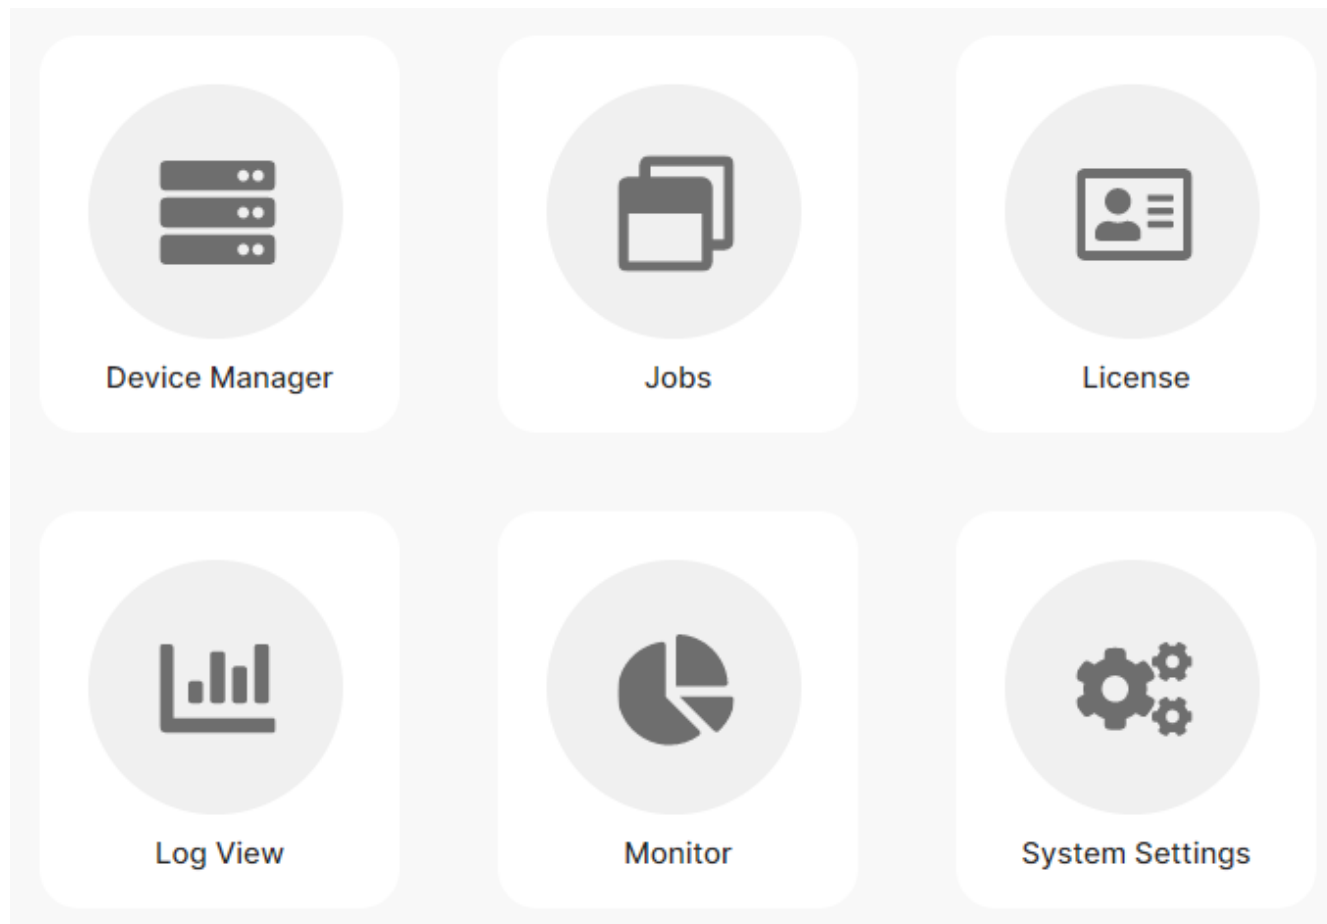 Device Manager
Jobs
License
Log View
Monitor
System Settings